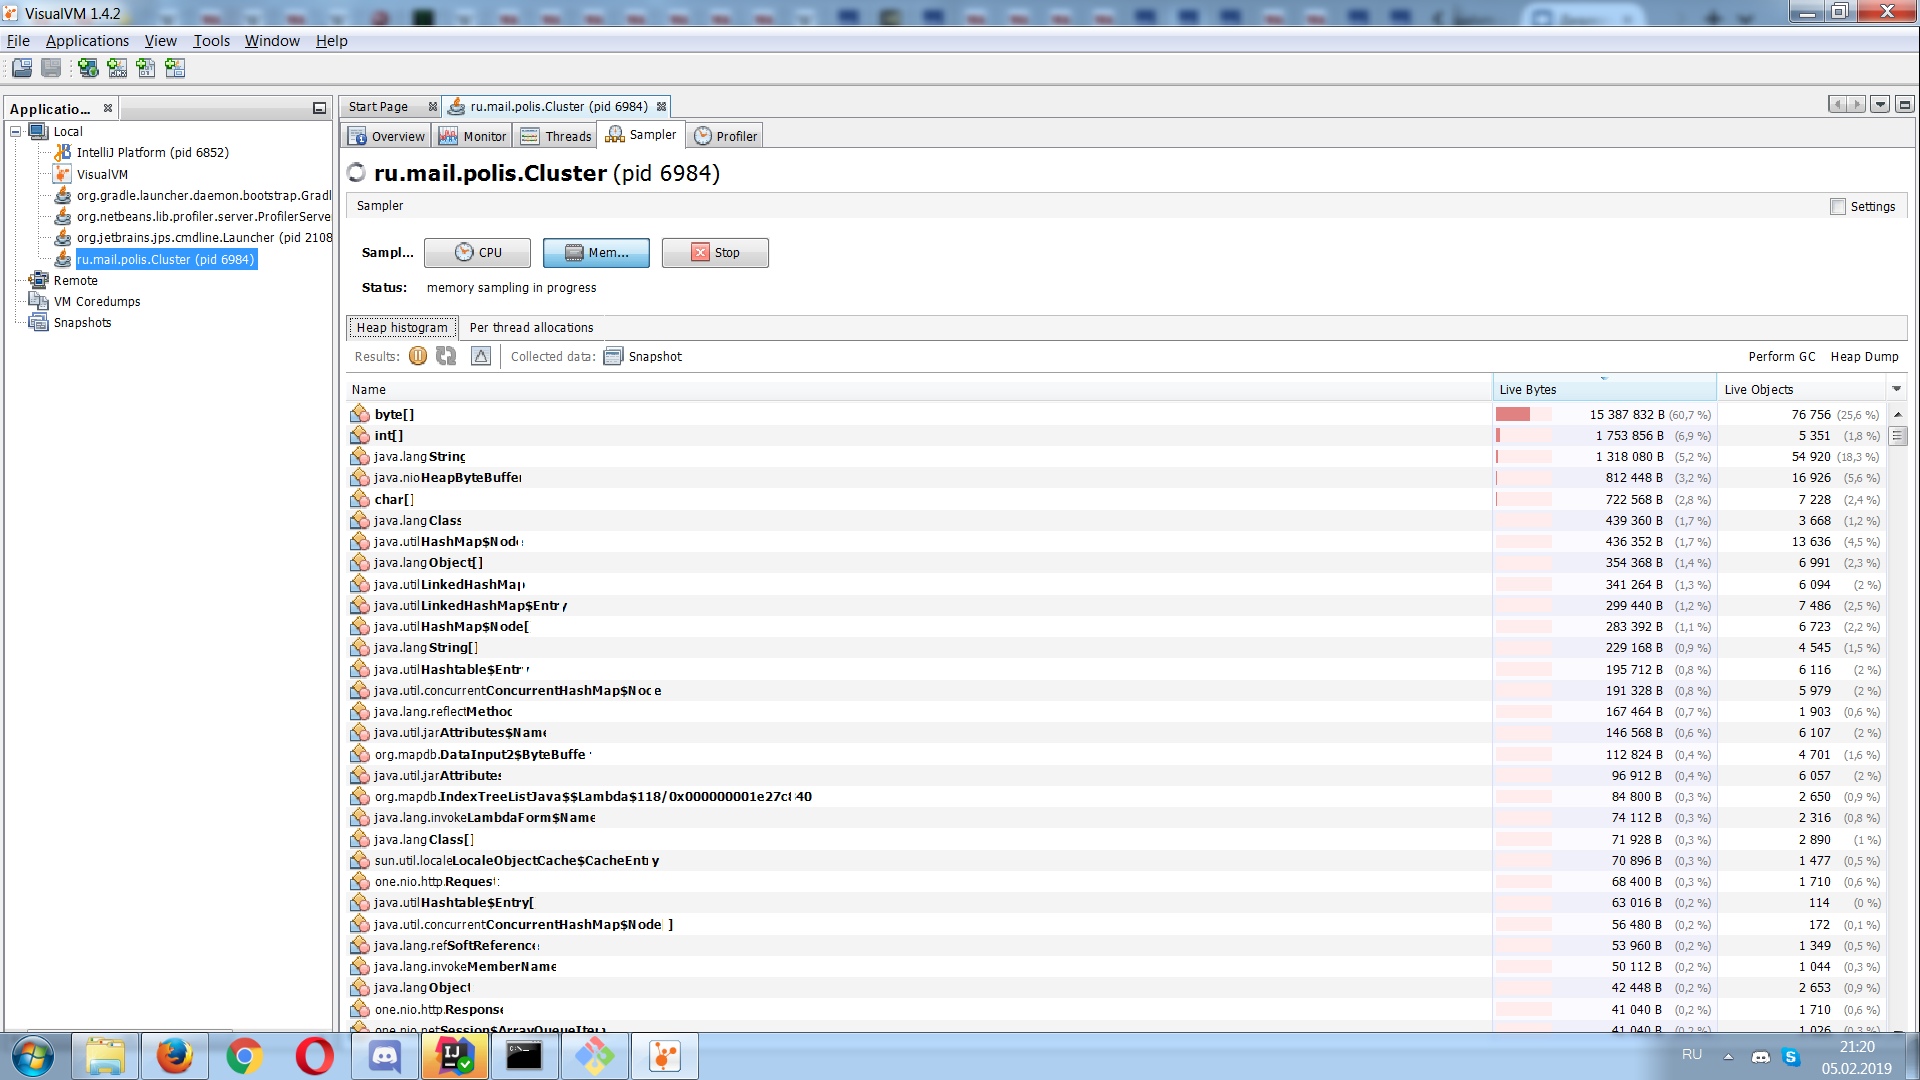 VisualVM 1.4.2
File Applications View Tools Window Help
Applicatio...
Local
IntelliJ Platform (pid 6852)
VisualVM
org.gradle.launcher.daemon.bootstrap.Gradl
org.netbeans.lib.profiler.server.ProfilerServe
org.jetbrains.jps.cmdline.Launcher (pid 2108
ru.mail.polis.Cluster (pid 6984)
Remote
VM Coredumps
Snapshots
Start Page ru.mail.polis.Cluster (pid 6984)
Overview Monitor Threads Sampler Profiler
ru.mail.polis.Cluster (pid 6984)
Sampler Settings
Sampl... CPU Mem... Stop
Status: memory sampling in progress
Heap histogram Per thread allocations
Results: Collected data: Snapshot Perform GC Heap Dump
Name Live Bytes Live Objects
byte[] 15 387 832 B (60,7 %) 76 756 (25,6 %)
int[] 1 753 856 B (6,9 %) 5 351 (1,8 %)
java.lang.String 1 318 080 B (5,2 %) 54 920 (18,3 %)
java.nio.HeapByteBuffer 812 448 B (3,2 %) 16 926 (5,6 %)
char[] 722 568 B (2,8 %) 7 228 (2,4 %)
java.lang.Class 439 360 B (1,7 %) 3 668 (1,2 %)
java.util.HashMap$Node 436 352 B (1,7 %) 13 636 (4,5 %)
java.lang.Object[] 354 368 B (1,4 %) 6 991 (2,3 %)
java.util.LinkedHashMap 341 264 B (1,3 %) 6 094 (2 %)
java.util.LinkedHashMap$Entry 299 440 B (1,2 %) 7 486 (2,5 %)
java.util.HashMap$Node[ 283 392 B (1,1 %) 6 723 (2,2 %)
java.lang.String[] 229 168 B (0,9 %) 4 545 (1,5 %)
java.util.Hashtable$Entry 195 712 B (0,8 %) 6 116 (2 %)
java.util.concurrent.ConcurrentHashMap$Node 191 328 B (0,8 %) 5 979 (2 %)
java.lang.reflect.Method 167 464 B (0,7 %) 1 903 (0,6 %)
java.util.jar.Attributes$Name 146 568 B (0,6 %) 6 107 (2 %)
org.mapdb.DataInput2$ByteBuffer 112 824 B (0,4 %) 4 701 (1,6 %)
java.util.jar.Attributes 96 912 B (0,4 %) 6 057 (2 %)
org.mapdb.IndexTreeListJava$$Lambda$118/0x000000001e27c840 84 800 B (0,3 %) 2 650 (0,9 %)
java.lang.invoke.LambdaForm$Name 74 112 B (0,3 %) 2 316 (0,8 %)
java.lang.Class[] 71 928 B (0,3 %) 2 890 (1 %)
sun.util.locale.LocaleObjectCache$CacheEntry 70 896 B (0,3 %) 1 477 (0,5 %)
one.nio.http.Request 68 400 B (0,3 %) 1 710 (0,6 %)
java.util.Hashtable$Entry[ 63 016 B (0,2 %) 114 (0 %)
java.util.concurrent.ConcurrentHashMap$Node[] 56 480 B (0,2 %) 172 (0,1 %)
java.lang.ref.SoftReference 53 960 B (0,2 %) 1 349 (0,5 %)
java.lang.invoke.MemberName 50 112 B (0,2 %) 1 044 (0,3 %)
java.lang.Object 42 448 B (0,2 %) 2 653 (0,9 %)
one.nio.http.Response 41 040 B (0,2 %) 1 710 (0,6 %)
one.nio.net.Session$ArrayQueueItem 41 040 B (0,2 %) 1 026 (0,3 %)
RU 21:20
05.02.2019